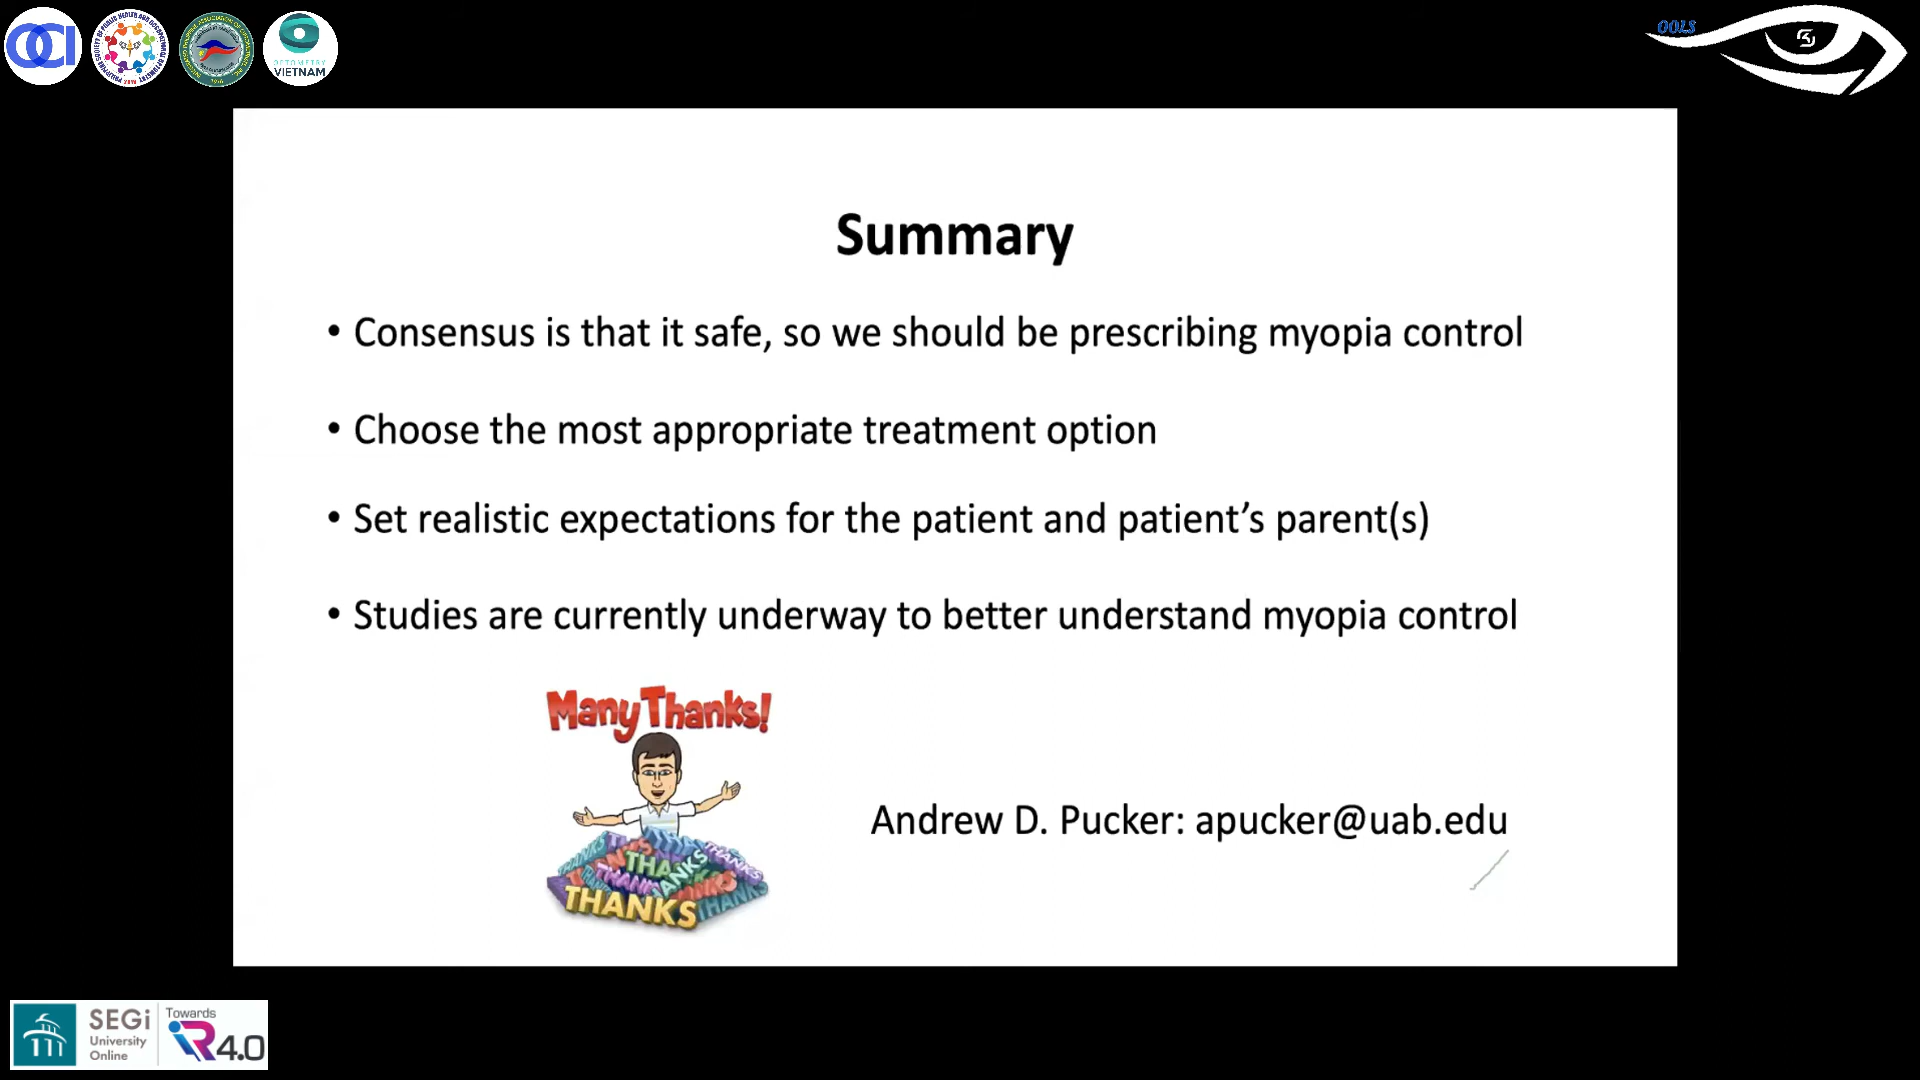 OCI
OPTOMETRY
VIETNAM
OOLS
Summary
• Consensus is that it safe, so we should be prescribing myopia control
• Choose the most appropriate treatment option
• Set realistic expectations for the patient and patient’s parent(s)
• Studies are currently underway to better understand myopia control
Many Thanks!
THANKS
Andrew D. Pucker: apucker@uab.edu
SEGi
University
Online
Towards
iR4.0